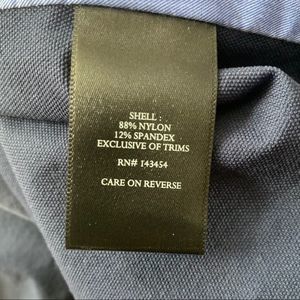 SHELL :
88% NYLON
12% SPANDEX
EXCLUSIVE OF TRIMS
RN# 143454
CARE ON REVERSE